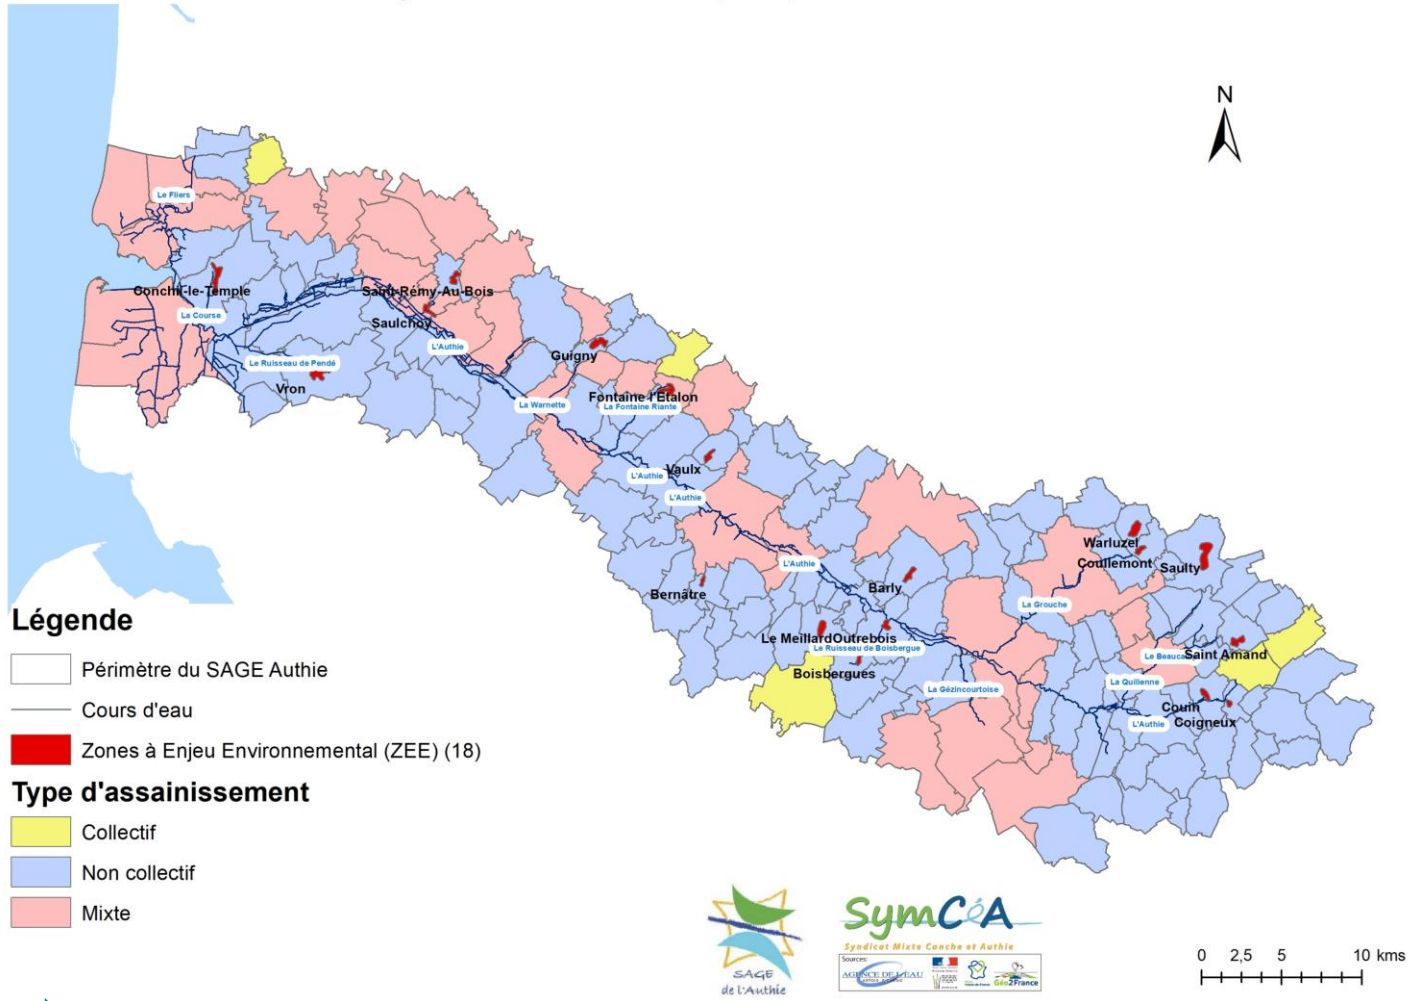 N
Le Fliers
Conchil-le-Temple
Saint-Rémy-Au-Bois
La Course
Saulchoy
L'Authie
Guigny
Le Ruisseau de Pendé
Vron
Fontaine-l'Etalon
La Warnette
La Fontaine Riante
Vaulx
L'Authie
L'Authie
Warluzel
Coullemont
Saulty
L'Authie
Barly
Bernâtre
La Grouche
Le Meillard
Outrebois
Le Ruisseau de Boisbergue
Saint Amand
Boisbergues
La Quilienne
La Gézincourtoise
Couin
L'Authie
Coigneux
Légende
Périmètre du SAGE Authie
Cours d'eau
Zones à Enjeu Environnemental (ZEE) (18)
Type d'assainissement
Collectif
Non collectif
Mixte
SAGE
de l'Authie
SymCéA
Syndicat Mixte Canche et Authie
Sources:
AGENCE DE L'EAU
Géo2France
0 2,5 5 10 kms